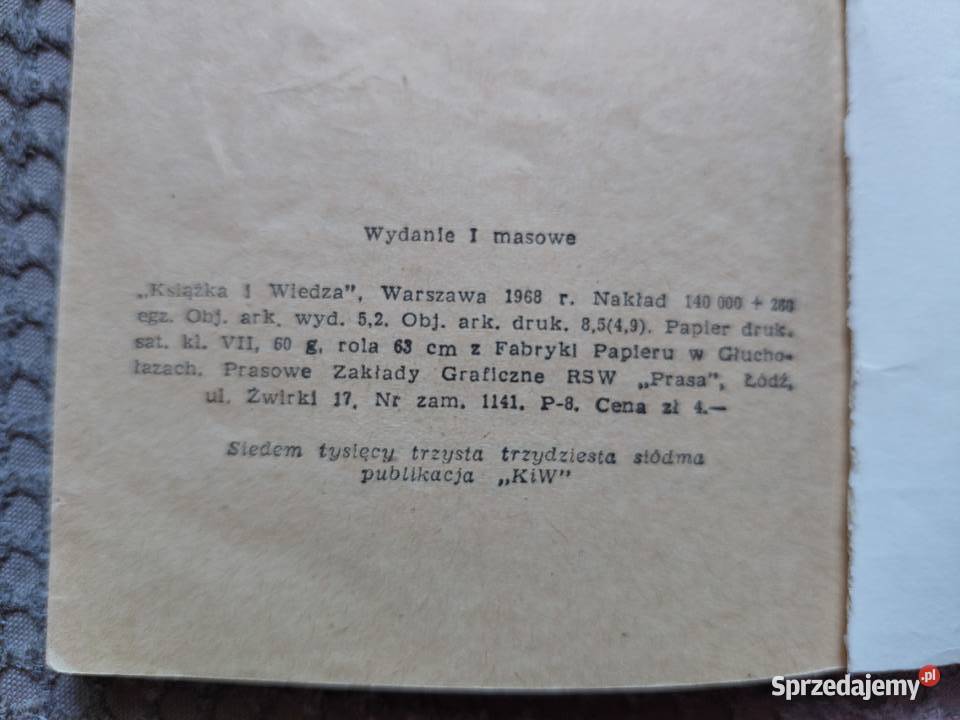 Wydanie I masowe
„Książka i Wiedza”, Warszawa 1968 r. Nakład 140 000 + 280
egz. Obj. ark. wyd. 5,2. Obj. ark. druk. 8,5(4,9). Papier druk.
sat. kl. VII, 60 g, rola 63 cm z Fabryki Papieru w Głucho-
łazach. Prasowe Zakłady Graficzne RSW „Prasa”, Łódź,
ul. Żwirki 17. Nr zam. 1141. P-8. Cena zł 4.—
Siedem tysięcy trzysta trzydziesta siódma
publikacja „KiW”
Sprzedajemy.pl